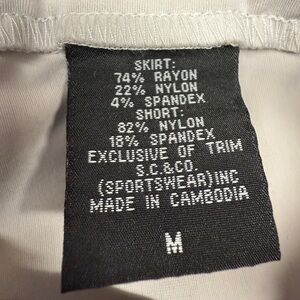 SKIRT:
74% RAYON
22% NYLON
4% SPANDEX
SHORT:
82% NYLON
18% SPANDEX
EXCLUSIVE OF TRIM
S.C.&CO.
(SPORTSWEAR)INC
MADE IN CAMBODIA
M